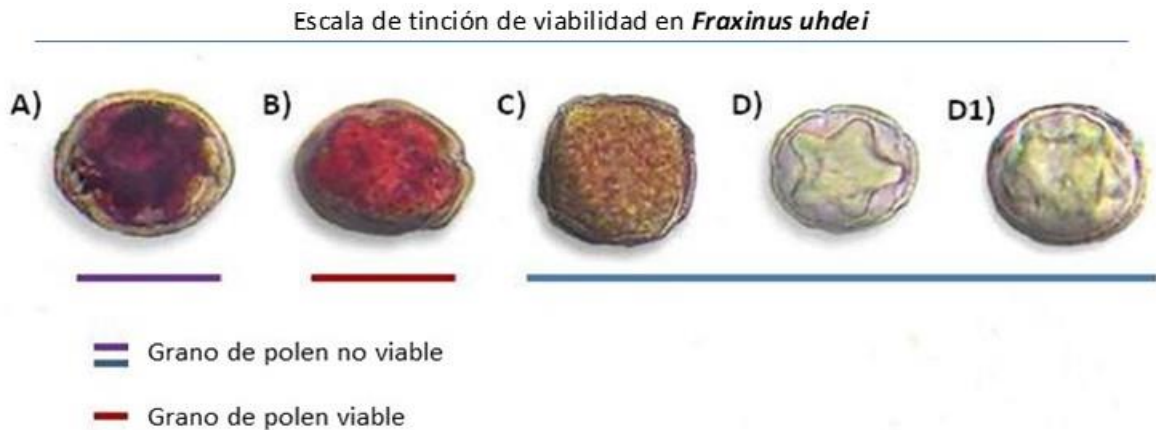 Escala de tinción de viabilidad en Fraxinus uhdei
A) B) C) D) D1)
Grano de polen no viable
Grano de polen viable